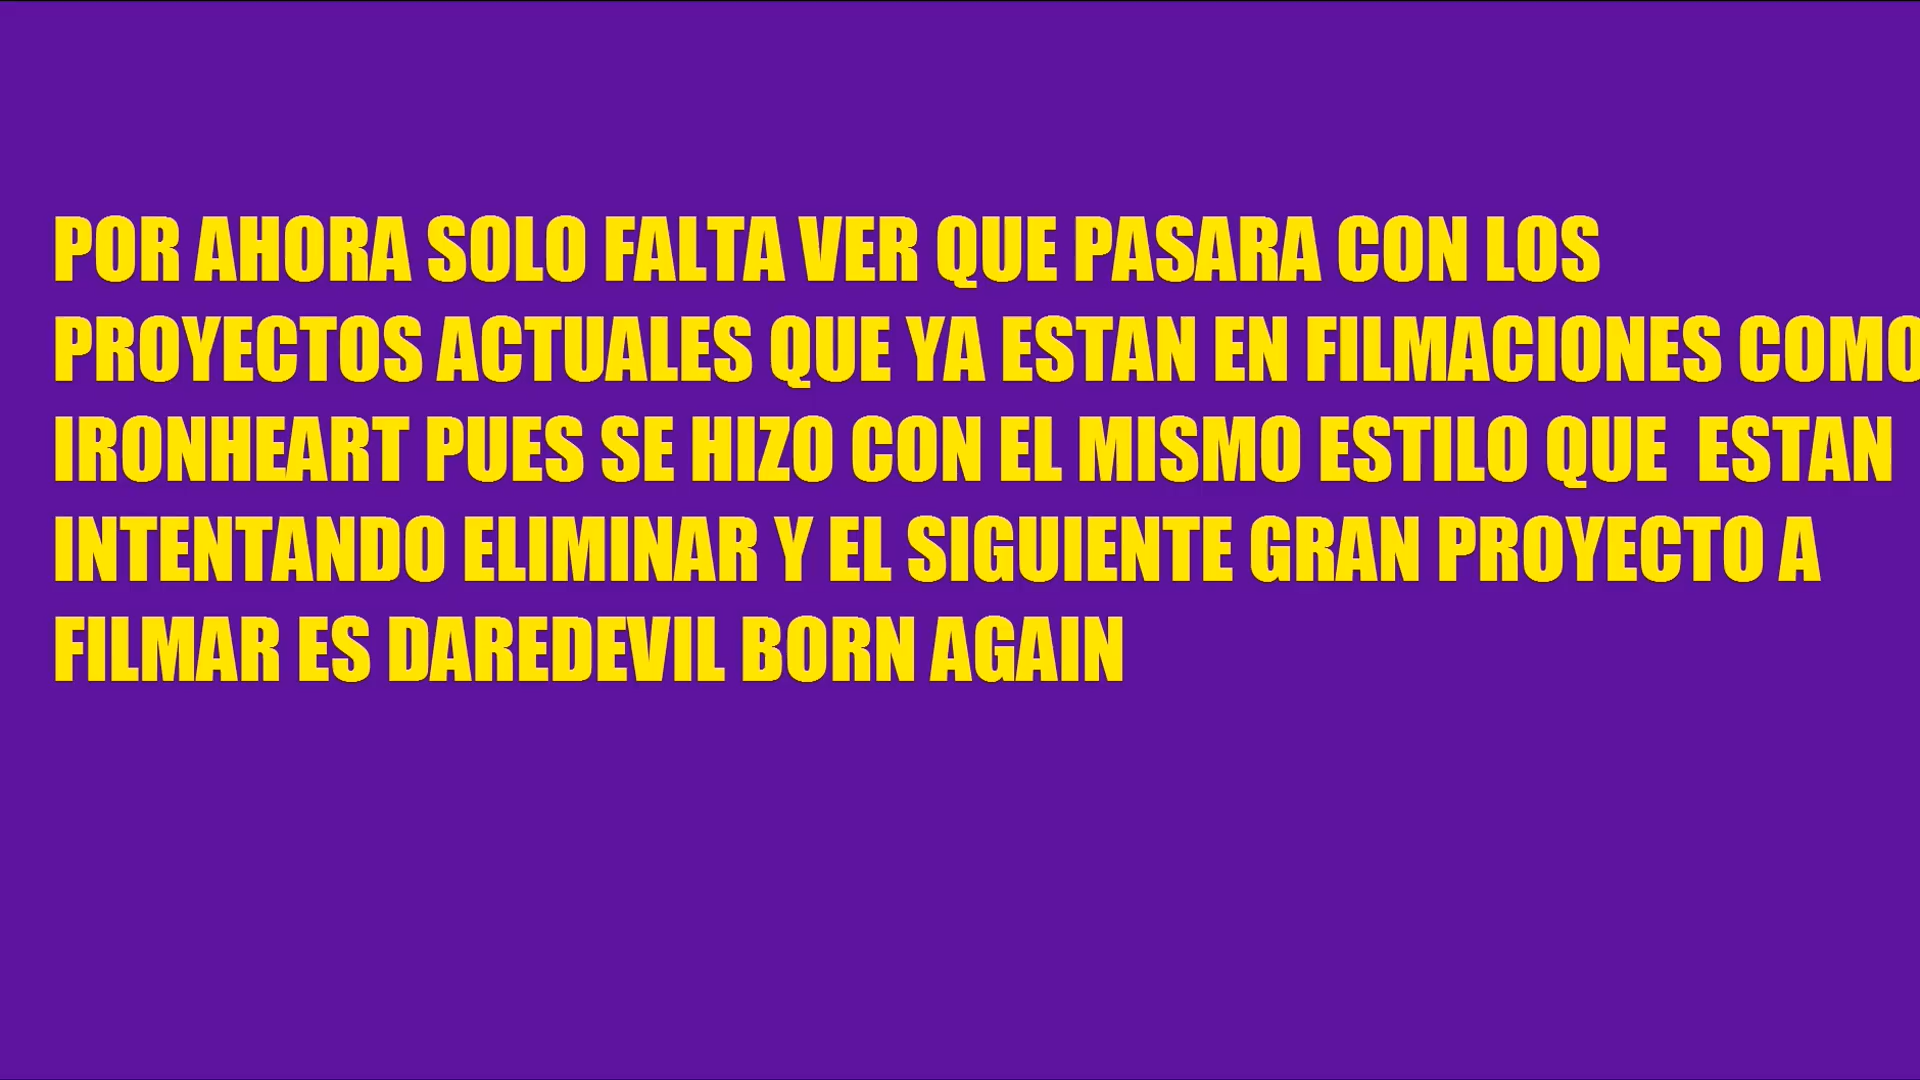 POR AHORA SOLO FALTA VER QUE PASARA CON LOS
PROYECTOS ACTUALES QUE YA ESTAN EN FILMACIONES COMO
IRONHEART PUES SE HIZO CON EL MISMO ESTILO QUE  ESTAN
INTENTANDO ELIMINAR Y EL SIGUIENTE GRAN PROYECTO A
FILMAR ES DAREDEVIL BORN AGAIN